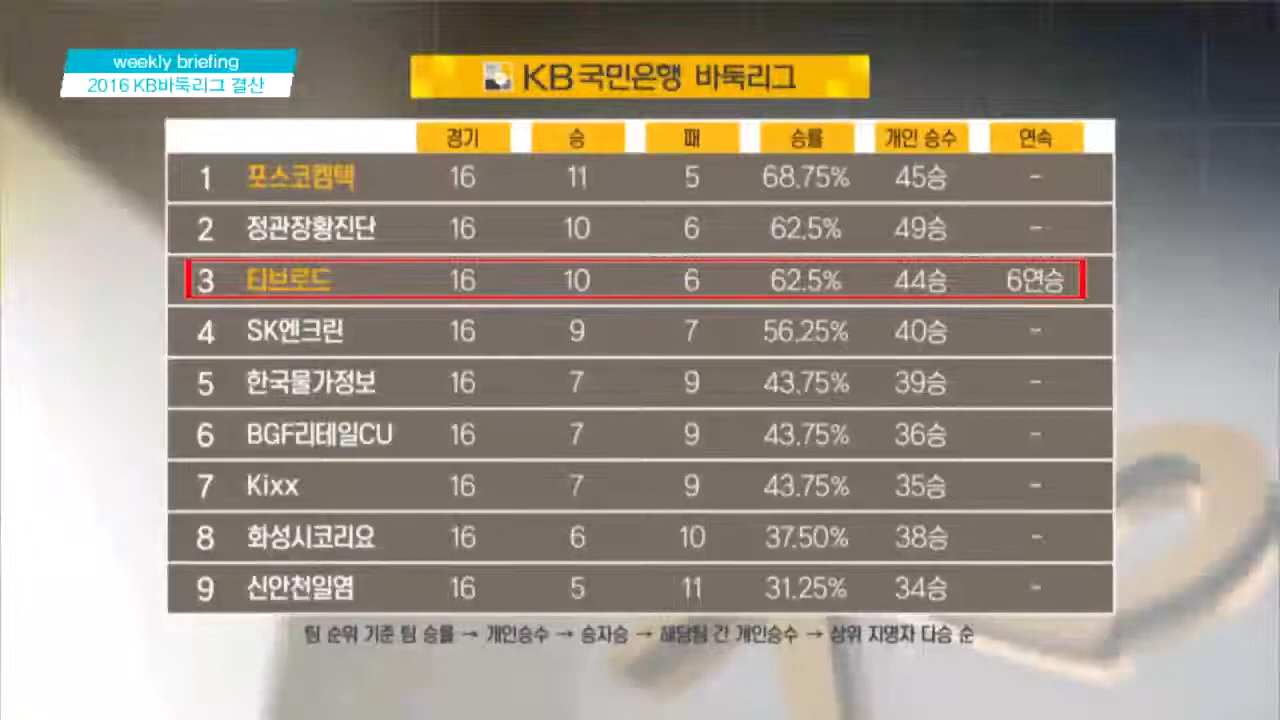 weekly briefing
2016 KB바둑리그 결산
KB국민은행 바둑리그
경기 승 패 승률 개인 승수 연속
1 포스코켐텍 16 11 5 68.75% 45승 -
2 정관장황진단 16 10 6 62.5% 49승 -
3 티브로드 16 10 6 62.5% 44승 6연승
4 SK엔크린 16 9 7 56.25% 40승 -
5 한국물가정보 16 7 9 43.75% 39승 -
6 BGF리테일CU 16 7 9 43.75% 36승 -
7 Kixx 16 7 9 43.75% 35승 -
8 화성시코리요 16 6 10 37.50% 38승 -
9 신안천일염 16 5 11 31.25% 34승 -
팀 순위 기준 팀 승률 → 개인승수 → 승자승 → 해당팀 간 개인승수 → 상위 지명자 다승 순